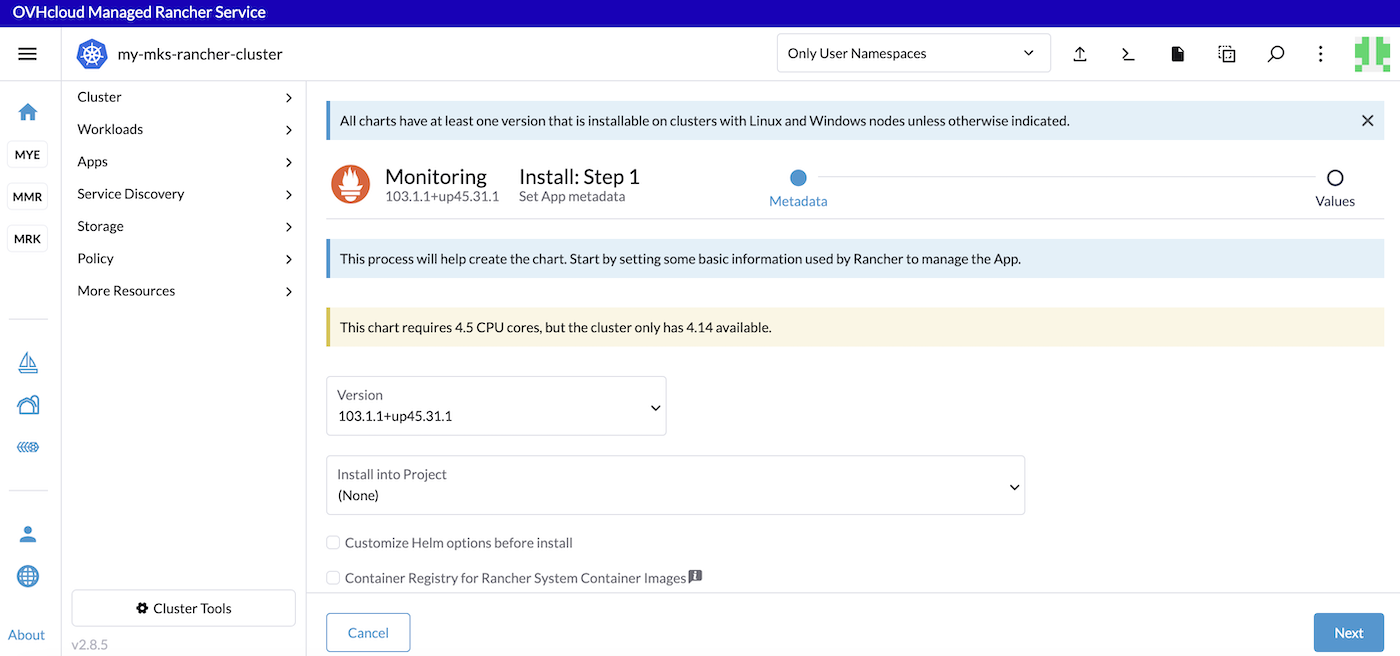 OVHcloud Managed Rancher Service
my-mks-rancher-cluster
Only User Namespaces
MYE
MMR
MRK
About
Cluster
Workloads
Apps
Service Discovery
Storage
Policy
More Resources
Cluster Tools
v2.8.5
All charts have at least one version that is installable on clusters with Linux and Windows nodes unless otherwise indicated.
Monitoring
103.1.1+up45.31.1
Install: Step 1
Set App metadata
Metadata
Values
This process will help create the chart. Start by setting some basic information used by Rancher to manage the App.
This chart requires 4.5 CPU cores, but the cluster only has 4.14 available.
Version
103.1.1+up45.31.1
Install into Project
(None)
Customize Helm options before install
Container Registry for Rancher System Container Images
Cancel
Next